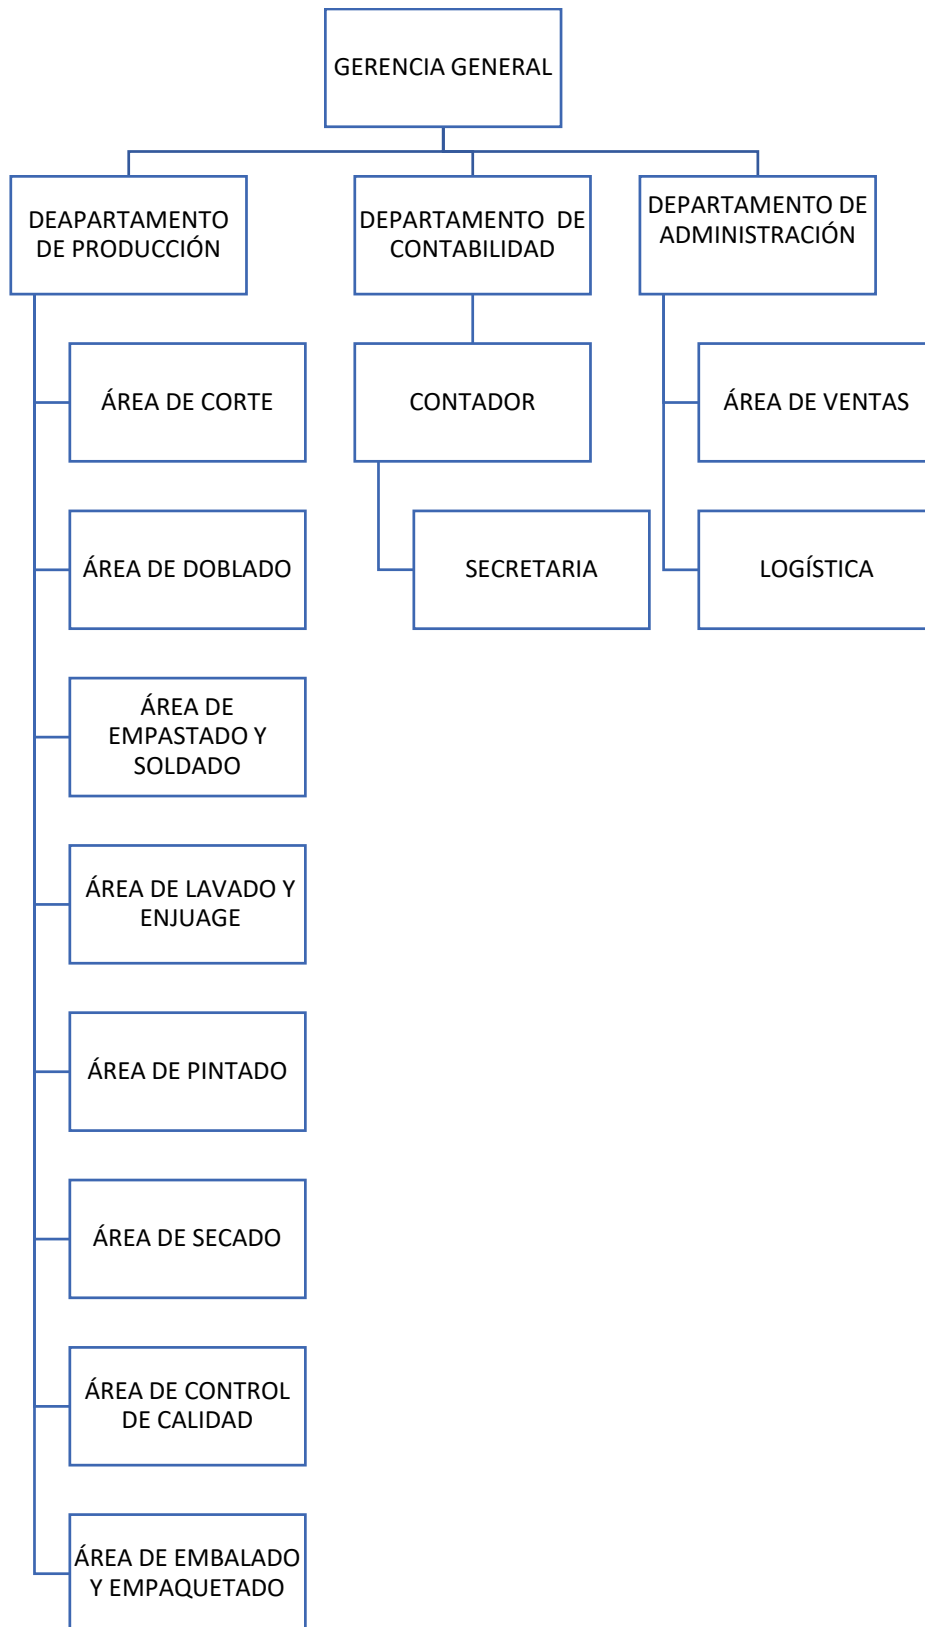 GERENCIA GENERAL
DEAPARTAMENTO
DE PRODUCCIÓN
DEPARTAMENTO DE
CONTABILIDAD
DEPARTAMENTO DE
ADMINISTRACIÓN
ÁREA DE CORTE
CONTADOR
ÁREA DE VENTAS
ÁREA DE DOBLADO
SECRETARIA
LOGÍSTICA
ÁREA DE
EMPASTADO Y
SOLDADO
ÁREA DE LAVADO Y
ENJUAGE
ÁREA DE PINTADO
ÁREA DE SECADO
ÁREA DE CONTROL
DE CALIDAD
ÁREA DE EMBALADO
Y EMPAQUETADO